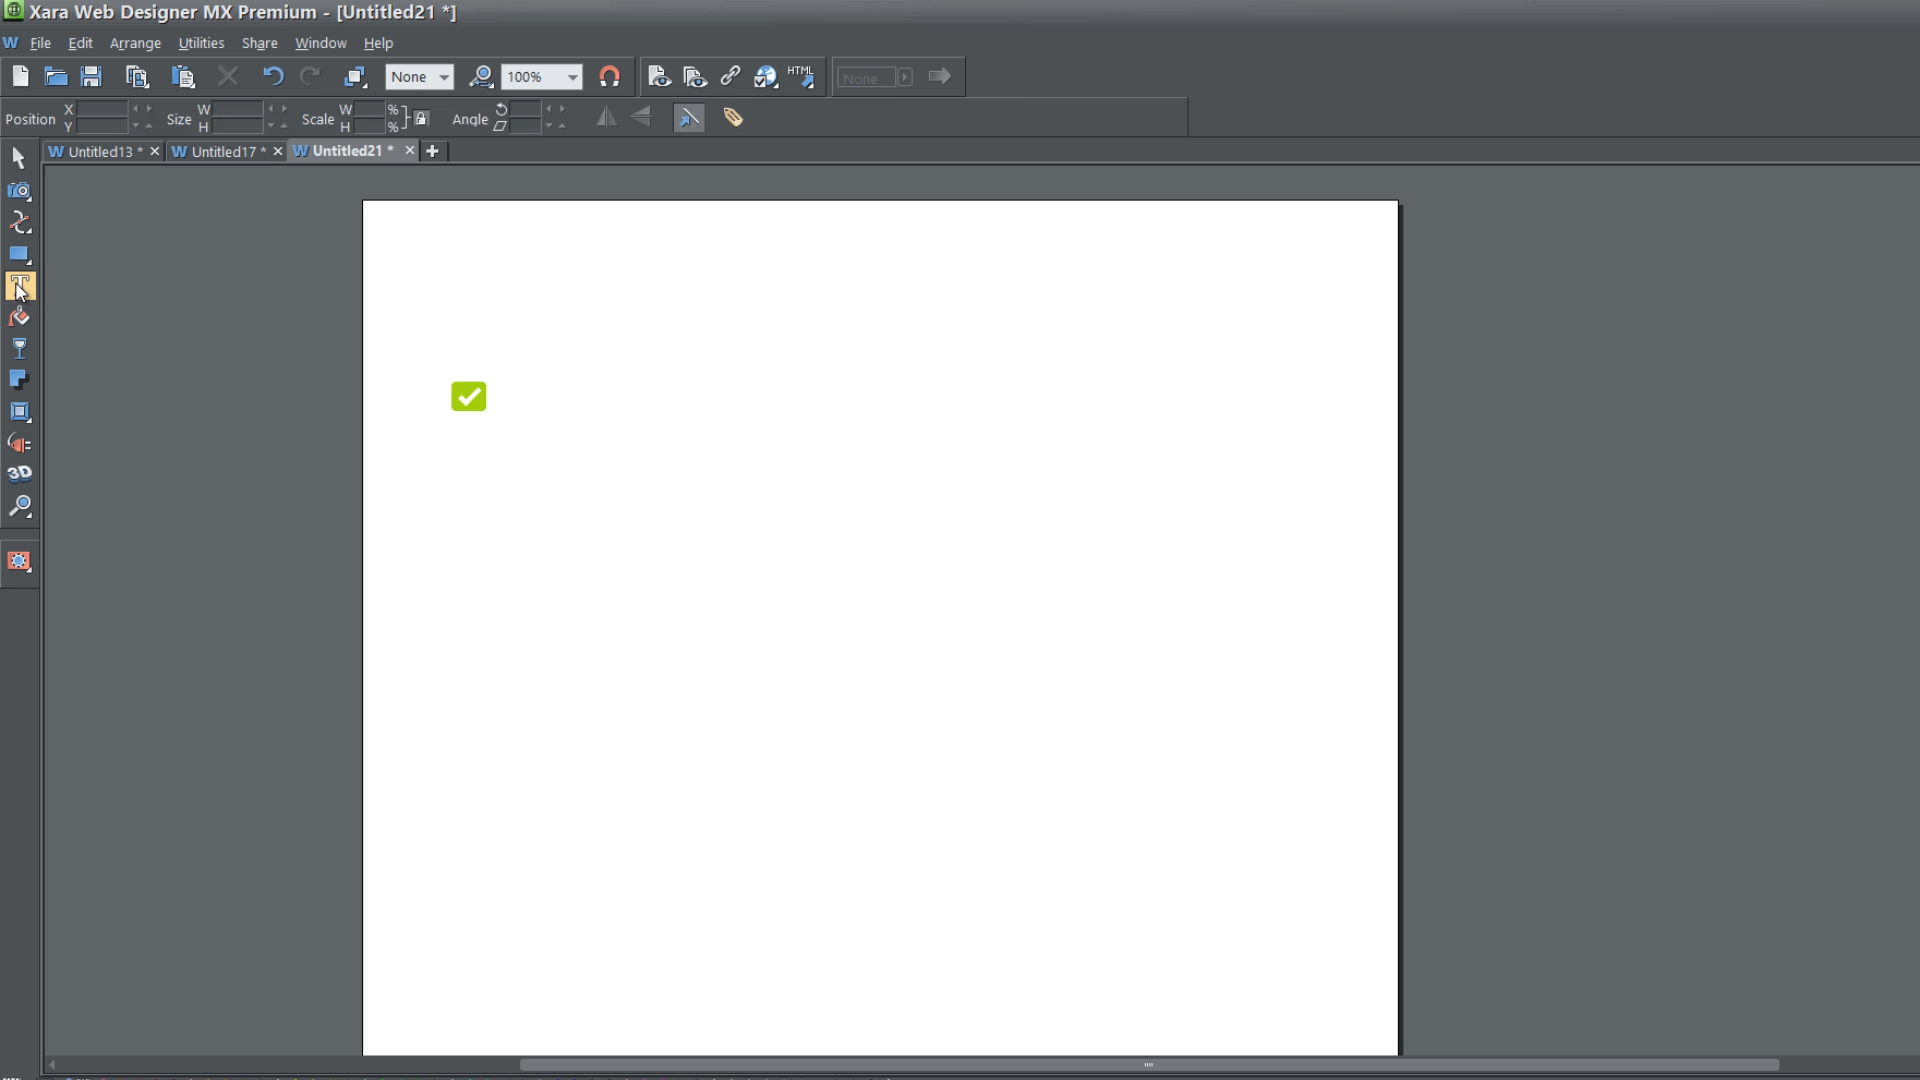 Xara Web Designer MX Premium - [Untitled21 *]
W File Edit Arrange Utilities Share Window Help
None 100% HTML None
Position X Y Size W H Scale W H % % Angle
W Untitled13 * W Untitled17 * W Untitled21 *
T
3D